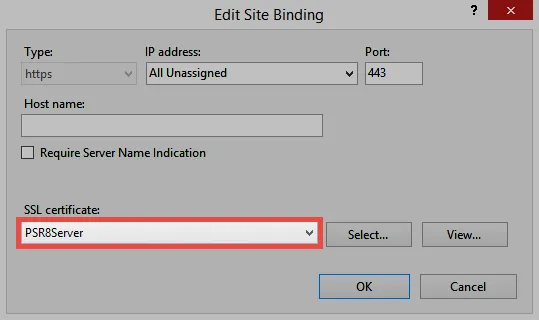 Edit Site Binding
?
Type: IP address: Port:
https All Unassigned 443
Host name:
Require Server Name Indication
SSL certificate:
PSR8Server Select... View...
OK Cancel